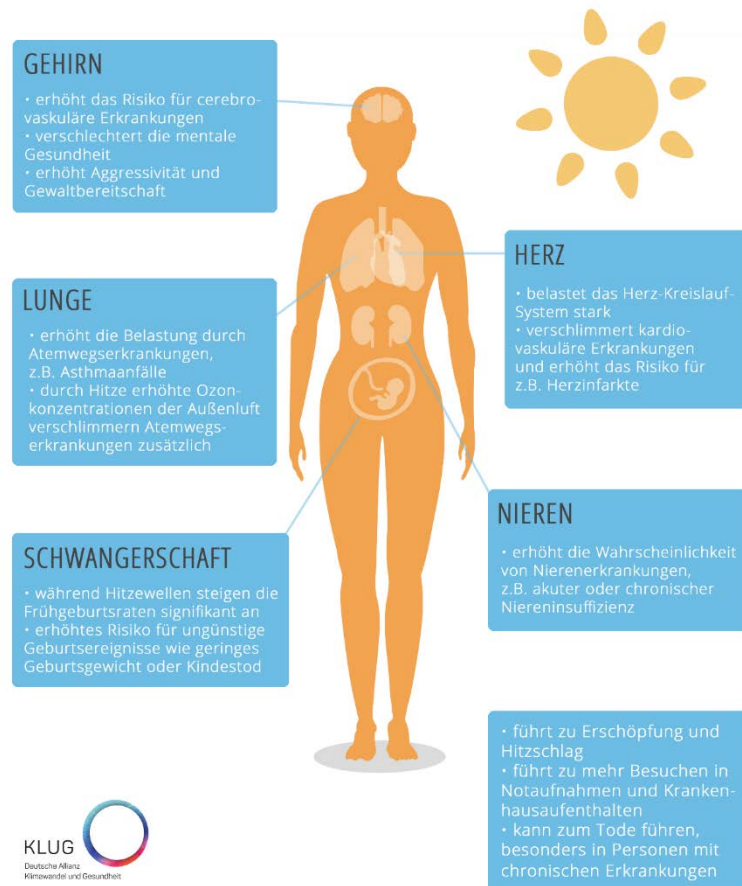 GEHIRN
• erhöht das Risiko für cerebro-
vaskuläre Erkrankungen
• verschlechtert die mentale
Gesundheit
• erhöht Aggressivität und
Gewaltbereitschaft
HERZ
• belastet das Herz-Kreislauf-
System stark
• verschlimmert kardio-
vaskuläre Erkrankungen
und erhöht das Risiko für
z.B. Herzinfarkte
LUNGE
• erhöht die Belastung durch
Atemwegserkrankungen,
z.B. Asthmaanfälle
• durch Hitze erhöhte Ozon-
konzentrationen der Außenluft
verschlimmern Atemwegs-
erkrankungen zusätzlich
NIEREN
• erhöht die Wahrscheinlichkeit
von Nierenerkrankungen,
z.B. akuter oder chronischer
Niereninsuffizienz
SCHWANGERSCHAFT
• während Hitzewellen steigen die
Frühgeburtsraten signifikant an
• erhöhtes Risiko für ungünstige
Geburtsereignisse wie geringes
Geburtsgewicht oder Kindestod
• führt zu Erschöpfung und
Hitzschlag
• führt zu mehr Besuchen in
Notaufnahmen und Kranken-
hausaufenthalten
• kann zum Tode führen,
besonders in Personen mit
chronischen Erkrankungen
KLUG
Deutsche Allianz
Klimawandel und Gesundheit